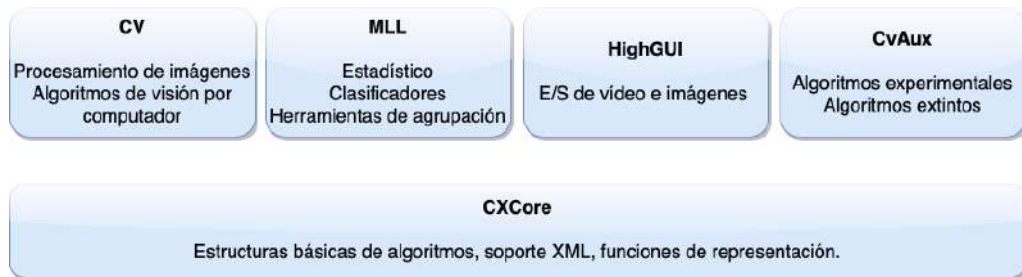 CV
Procesamiento de imágenes
Algoritmos de visión por
computador
MLL
Estadístico
Clasificadores
Herramientas de agrupación
HighGUI
E/S de vídeo e imágenes
CvAux
Algoritmos experimentales
Algoritmos extintos
CXCore
Estructuras básicas de algoritmos, soporte XML, funciones de representación.